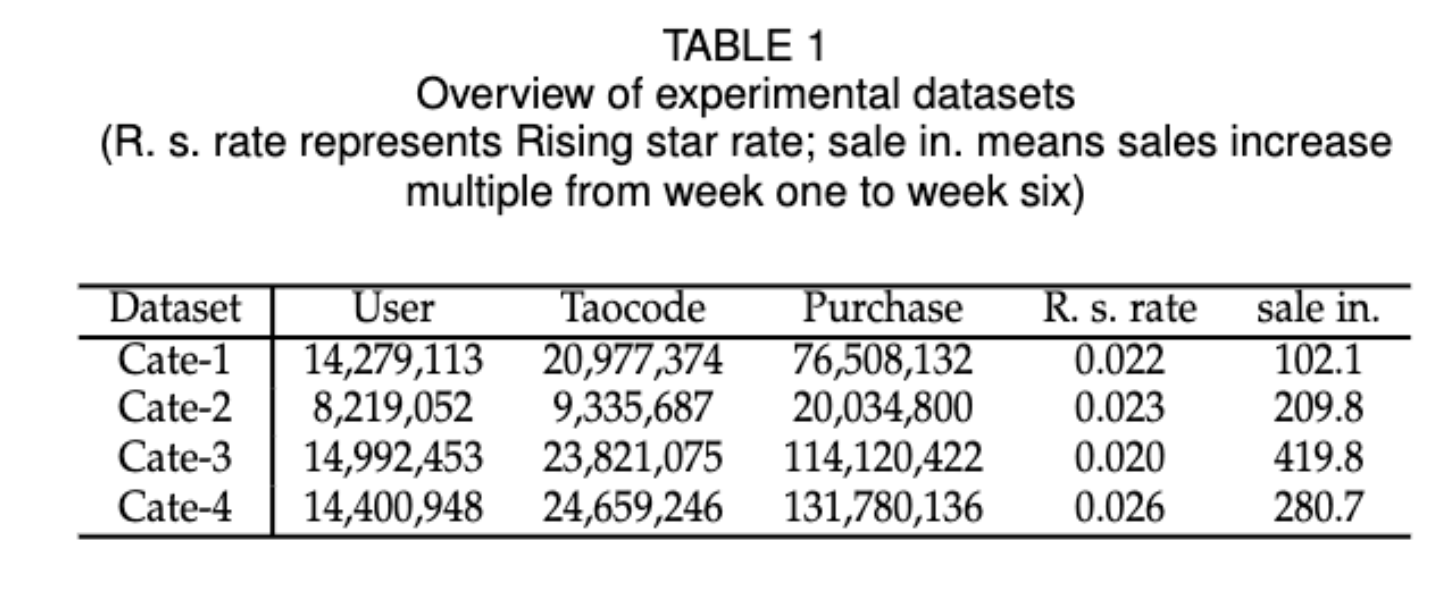 TABLE 1
Overview of experimental datasets
(R. s. rate represents Rising star rate; sale in. means sales increase
multiple from week one to week six)
Dataset User Taocode Purchase R. s. rate sale in.
Cate-1 14,279,113 20,977,374 76,508,132 0.022 102.1
Cate-2 8,219,052 9,335,687 20,034,800 0.023 209.8
Cate-3 14,992,453 23,821,075 114,120,422 0.020 419.8
Cate-4 14,400,948 24,659,246 131,780,136 0.026 280.7